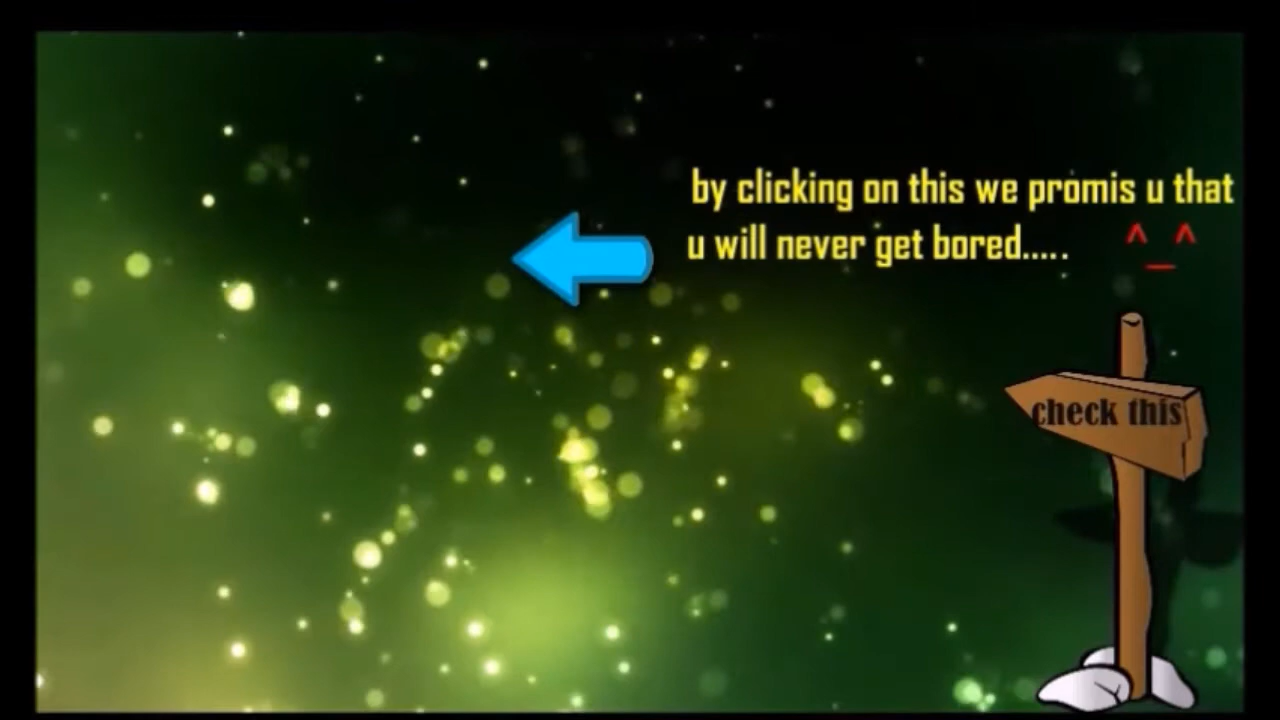 by clicking on this we promis u that
u will never get bored..... ^_^
check this